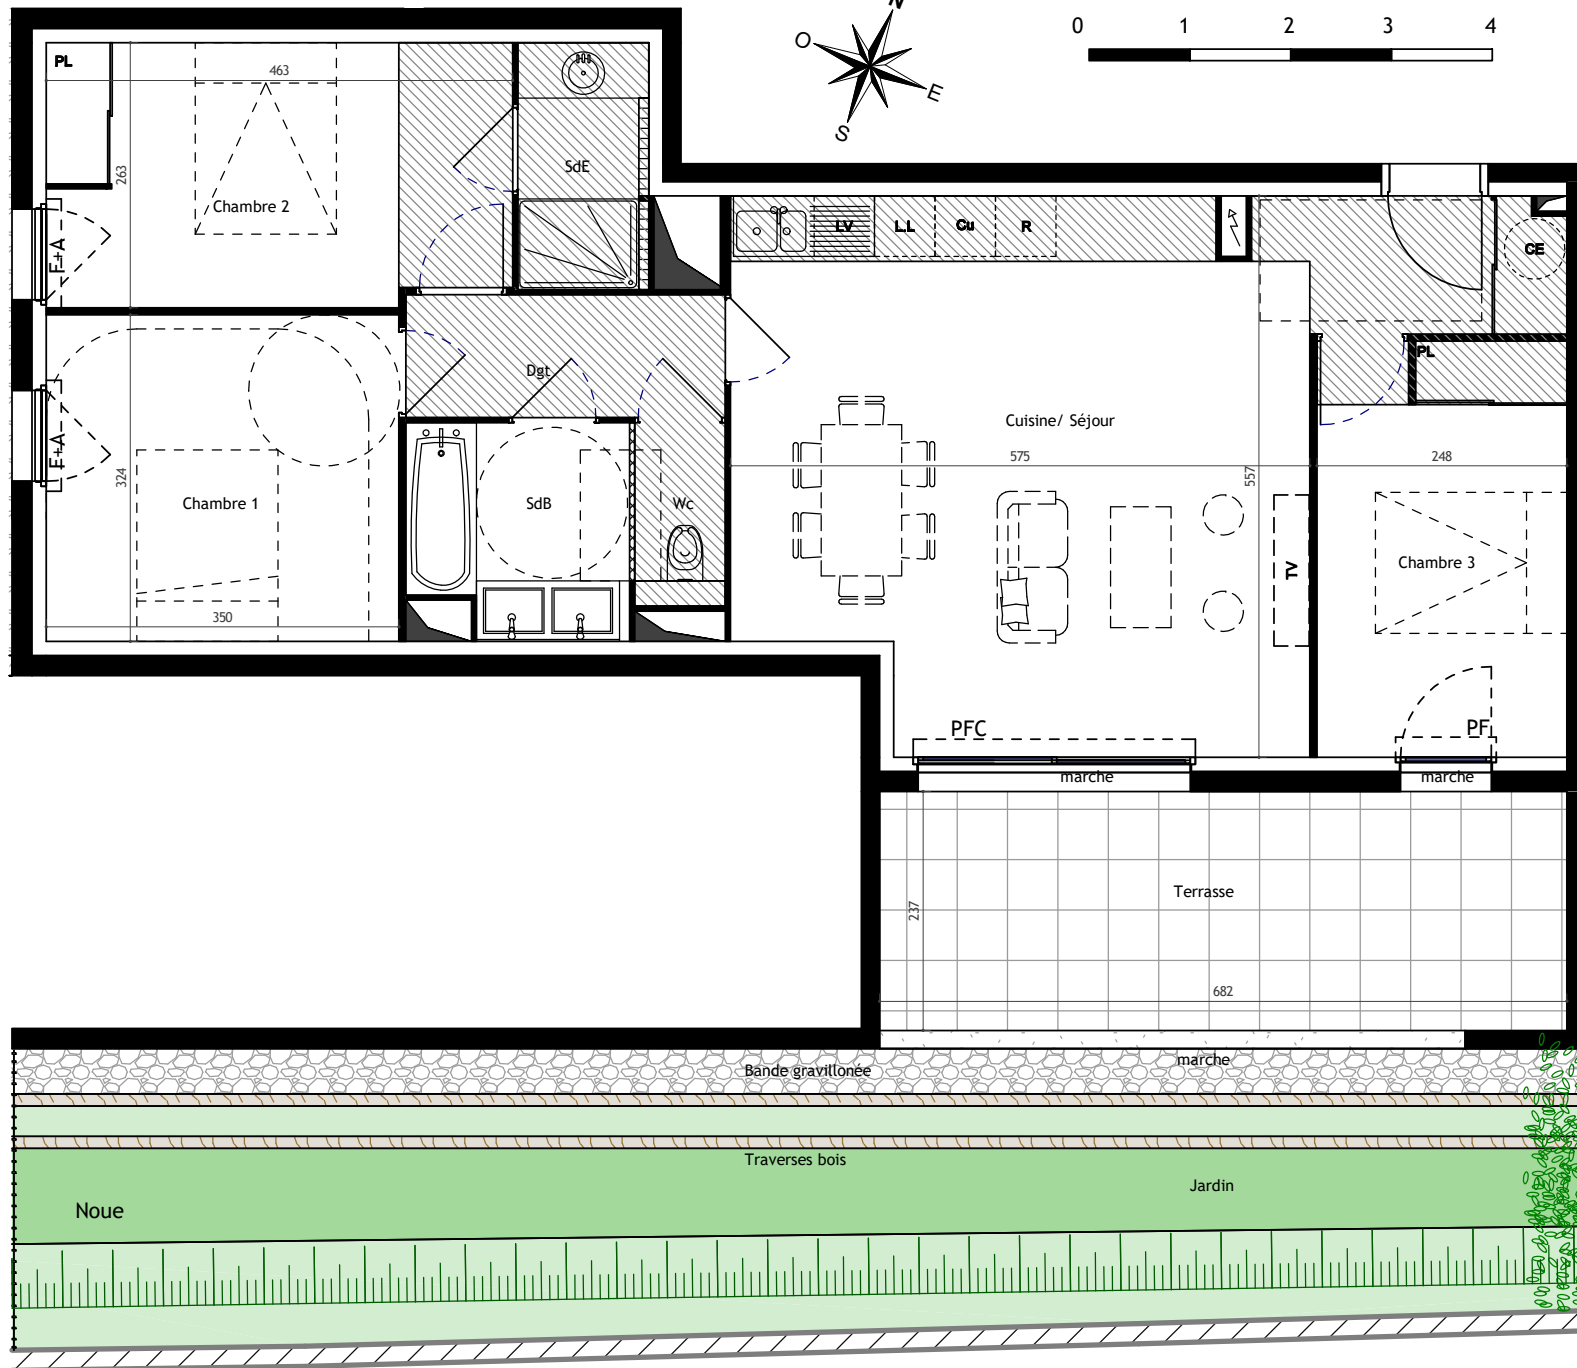 N
O
E
S
0 1 2 3 4
PL
463
263
Chambre 2
SdE
F+A
LV
L.L
Cu
R
CE
PL
Dgt
Cuisine/ Séjour
575
557
248
F+A
324
Chambre 1
SdB
Wc
TV
Chambre 3
350
PFC
PF
marche
marche
Terrasse
237
682
marche
Bande gravillonée
Traverses bois
Jardin
Noue